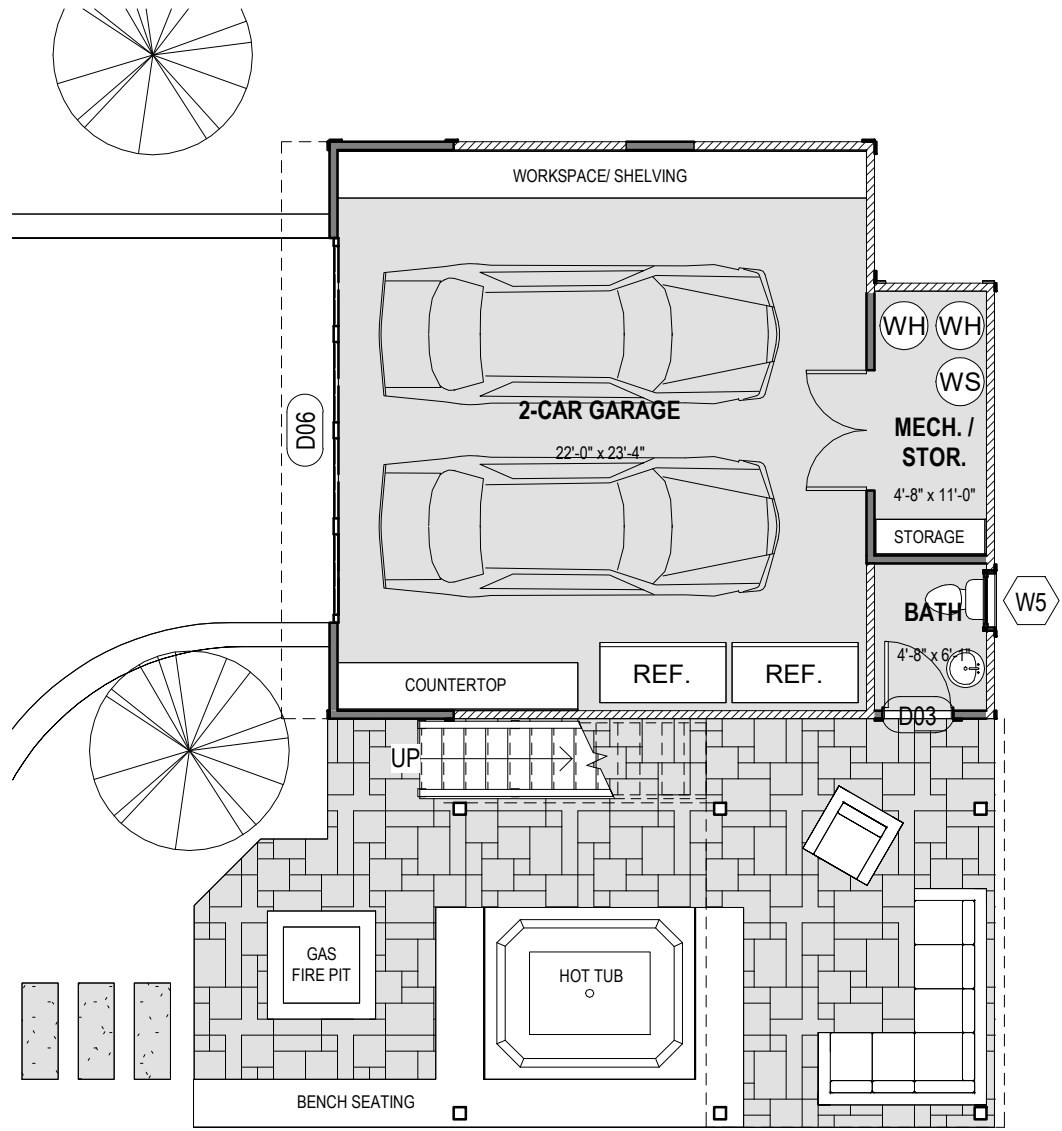 WORKSPACE/ SHELVING
WH
WH
WS
D06
2-CAR GARAGE
22'-0" x 23'-4"
MECH. /
STOR.
4'-8" x 11'-0"
STORAGE
BATH
4'-8" x 6'-1"
W5
REF.
REF.
COUNTERTOP
D03
UP
GAS
FIRE PIT
HOT TUB
BENCH SEATING